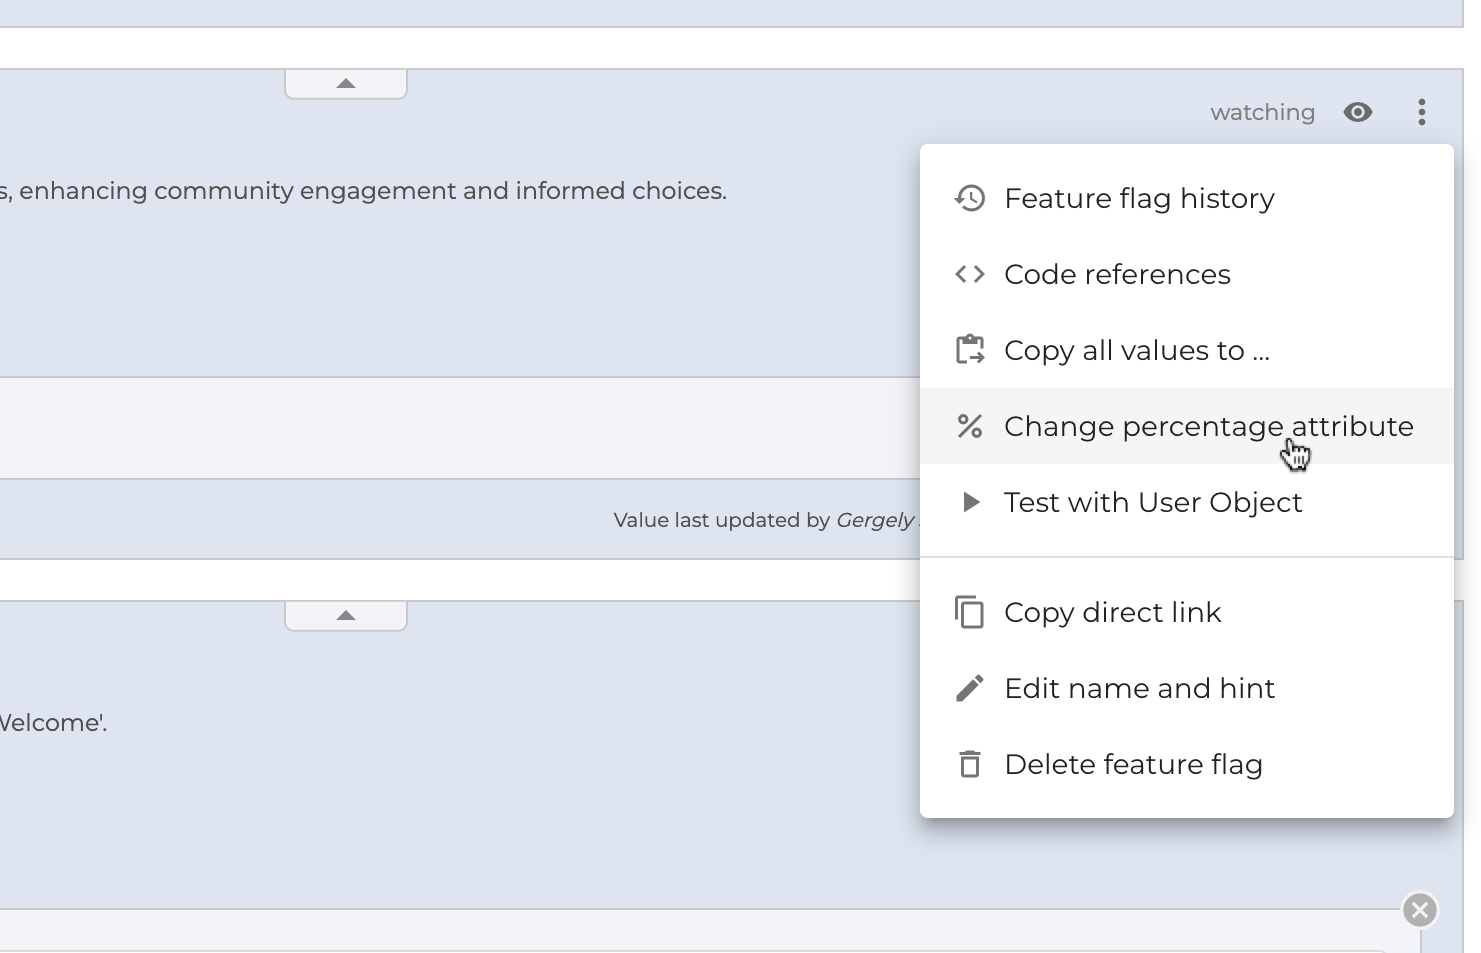 watching
, enhancing community engagement and informed choices.
Feature flag history
Code references
Copy all values to ...
Change percentage attribute
Test with User Object
Value last updated by Gergely
Copy direct link
Edit name and hint
Welcome'.
Delete feature flag